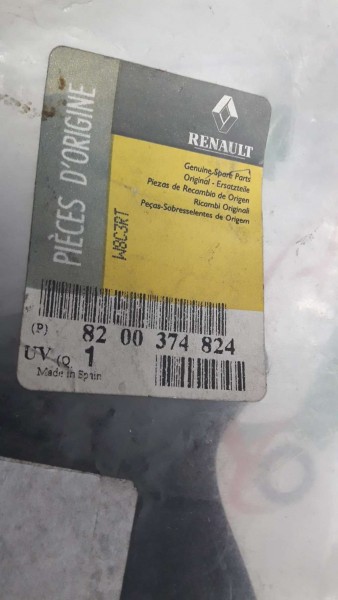 PIÈCES D'ORIGINE
RENAULT
Genuine Spare Parts
Original - Ersatzteile
Piezas de Recambio de Origen
Ricambi Originali
Peças-Sobresselentes de Origem
W8C3RT
(P) 82 00 374 824
UV (Q 1
Made in Spain